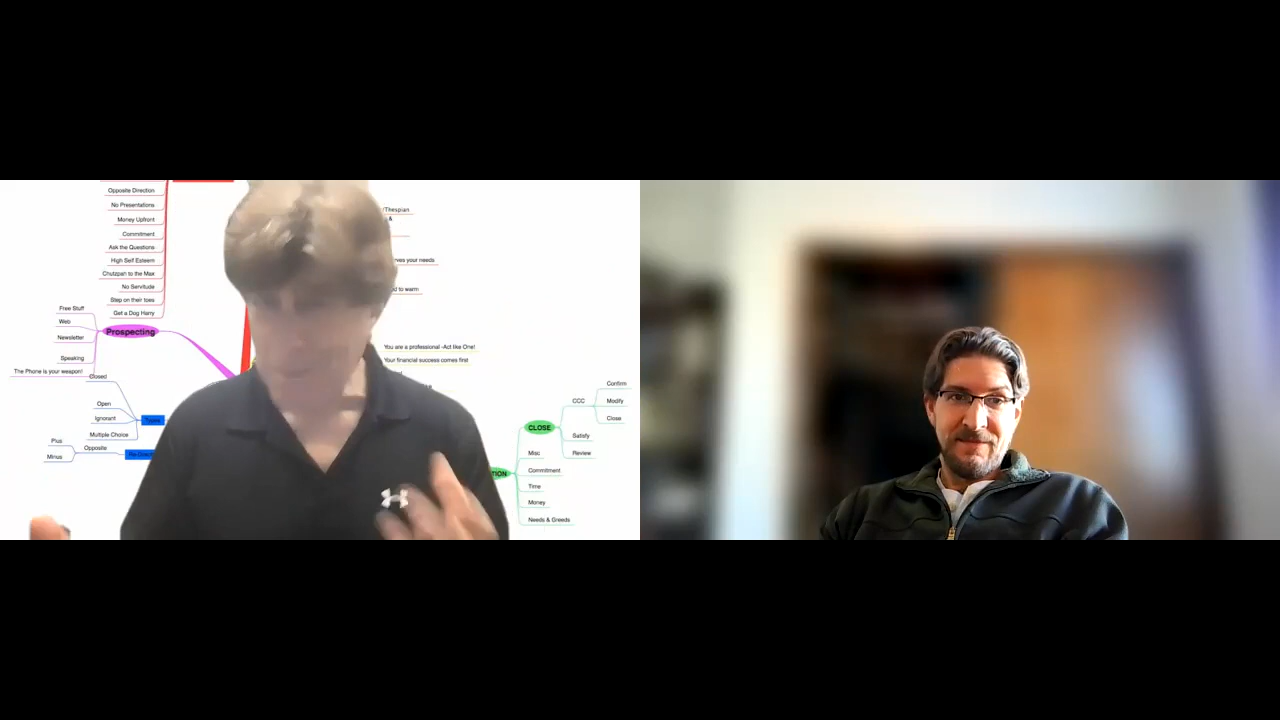 Opposite Direction
No Presentations
Money Upfront
Commitment
Ask the Questions
High Self Esteem
Chutzpah to the Max
No Servitude
Step on their toes
Get a Dog Harry
Free Stuff
Web
Newsletter
Speaking
The Phone is your weapon!
Prospecting
Closed
Open
Ignorant
Multiple Choice
Opposite
Plus
Minus
Thespian
&
your needs
to warm
You are a professional -Act like One!
Your financial success comes first
CLOSE
CCC
Confirm
Modify
Close
Satisfy
Review
Misc
Commitment
Time
Money
Needs & Greeds